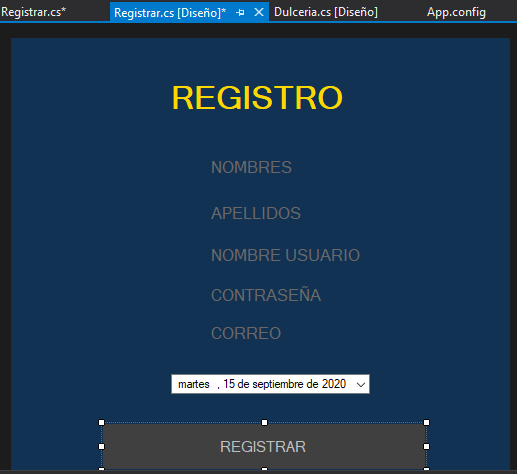 Registrar.cs*
Registrar.cs [Diseño]*
Dulceria.cs [Diseño]
App.config
REGISTRO
NOMBRES
APELLIDOS
NOMBRE USUARIO
CONTRASEÑA
CORREO
martes , 15 de septiembre de 2020
REGISTRAR